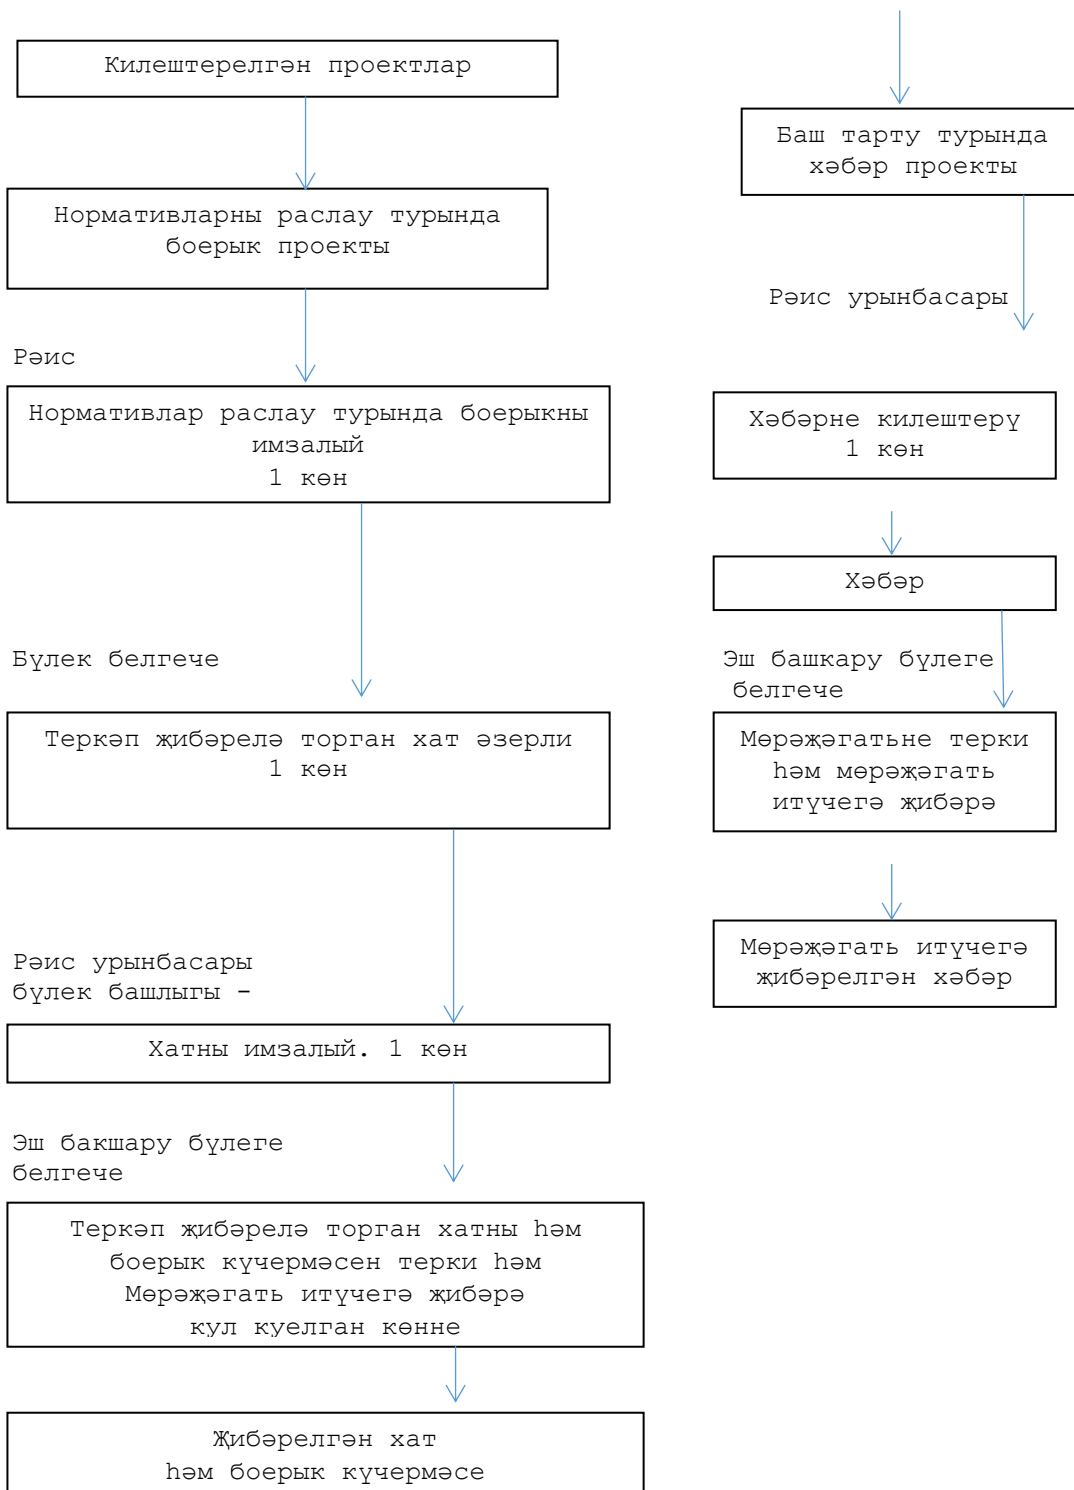 Килештерелгән проектлар
Нормативларны раслау турында
боерык проекты
Рәис
Нормативлар раслау турында боерыкны
имзалый
1 көн
Бүлек белгече
Теркәп җибәрелә торган хат әзерли
1 көн
Рәис урынбасары
бүлек башлыгы -
Хатны имзалый. 1 көн
Эш бакшару бүлеге
белгече
Теркәп җибәрелә торган хатны һәм
боерык күчермәсен терки һәм
Мөрәҗәгать итүчегә җибәрә
кул куелган көнне
Җибәрелгән хат
һәм боерык күчермәсе
Баш тарту турында
хәбәр проекты
Рәис урынбасары
Хәбәрне килештерү
1 көн
Хәбәр
Эш башкару бүлеге
белгече
Мөрәҗәгатьне терки
һәм мөрәҗәгать
итүчегә җибәрә
Мөрәҗәгать итүчегә
җибәрелгән хәбәр